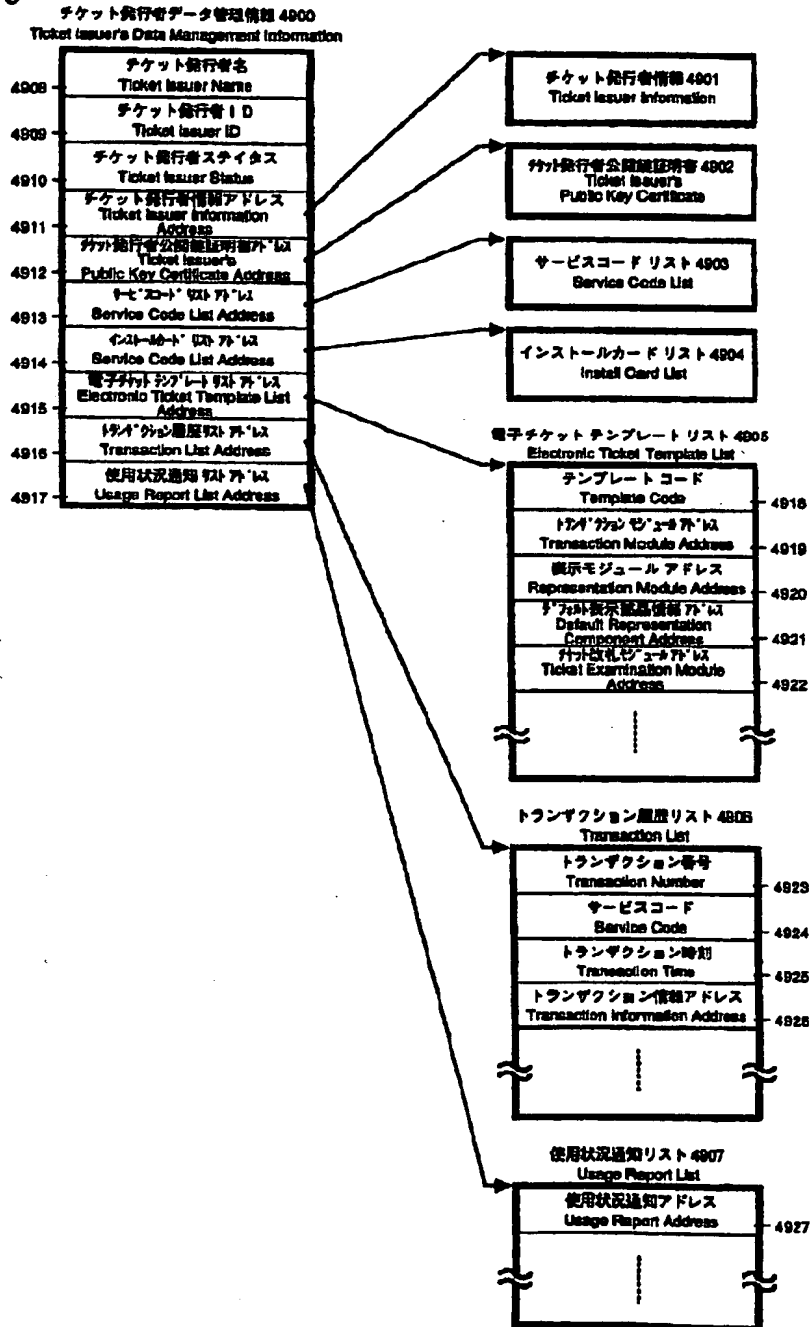 チケット発行者データ管理情報 4900
Ticket Issuer's Data Management Information
チケット発行者名
Ticket Issuer Name
4908
チケット発行者ID
Ticket Issuer ID
4909
チケット発行者ステイタス
Ticket Issuer Status
4910
チケット発行者情報アドレス
Ticket Issuer Information
Address
4911
チケット発行者公開鍵証明書アドレス
Ticket Issuer's
Public Key Certificate Address
4912
サービスコード リスト アドレス
Service Code List Address
4913
インストールカード リスト アドレス
Service Code List Address
4914
電子チケット テンプレート リスト アドレス
Electronic Ticket Template List
Address
4915
トランザクション履歴リスト アドレス
Transaction List Address
4916
使用状況通知 リスト アドレス
Usage Report List Address
4917
チケット発行者情報 4901
Ticket Issuer Information
チケット発行者公開鍵証明書 4902
Ticket Issuer's
Public Key Certificate
サービスコード リスト 4903
Service Code List
インストールカード リスト 4904
Install Card List
電子チケット テンプレート リスト 4905
Electronic Ticket Template List
テンプレート コード
Template Code
4918
トランザクション モジュール アドレス
Transaction Module Address
4919
表示モジュール アドレス
Representation Module Address
4920
デフォルト表示部品情報 アドレス
Default Representation
Component Address
4921
チケット改札モジュール アドレス
Ticket Examination Module
Address
4922
トランザクション履歴リスト 4906
Transaction List
トランザクション番号
Transaction Number
4923
サービスコード
Service Code
4924
トランザクション時刻
Transaction Time
4925
トランザクション情報アドレス
Transaction Information Address
4926
使用状況通知リスト 4907
Usage Report List
使用状況通知アドレス
Usage Report Address
4927